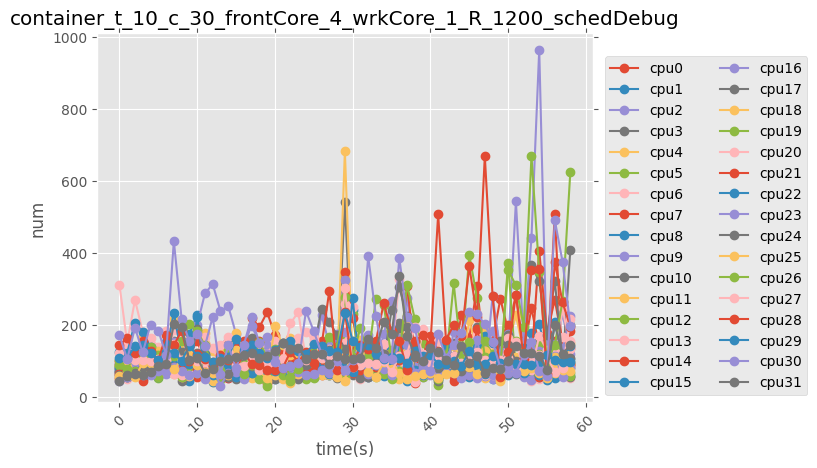 container_t_10_c_30_frontCore_4_wrkCore_1_R_1200_schedDebug
1000
800
600
400
200
0
num
0 10 20 30 40 50 60
time(s)
cpu0 cpu16
cpu1 cpu17
cpu2 cpu18
cpu3 cpu19
cpu4 cpu20
cpu5 cpu21
cpu6 cpu22
cpu7 cpu23
cpu8 cpu24
cpu9 cpu25
cpu10 cpu26
cpu11 cpu27
cpu12 cpu28
cpu13 cpu29
cpu14 cpu30
cpu15 cpu31